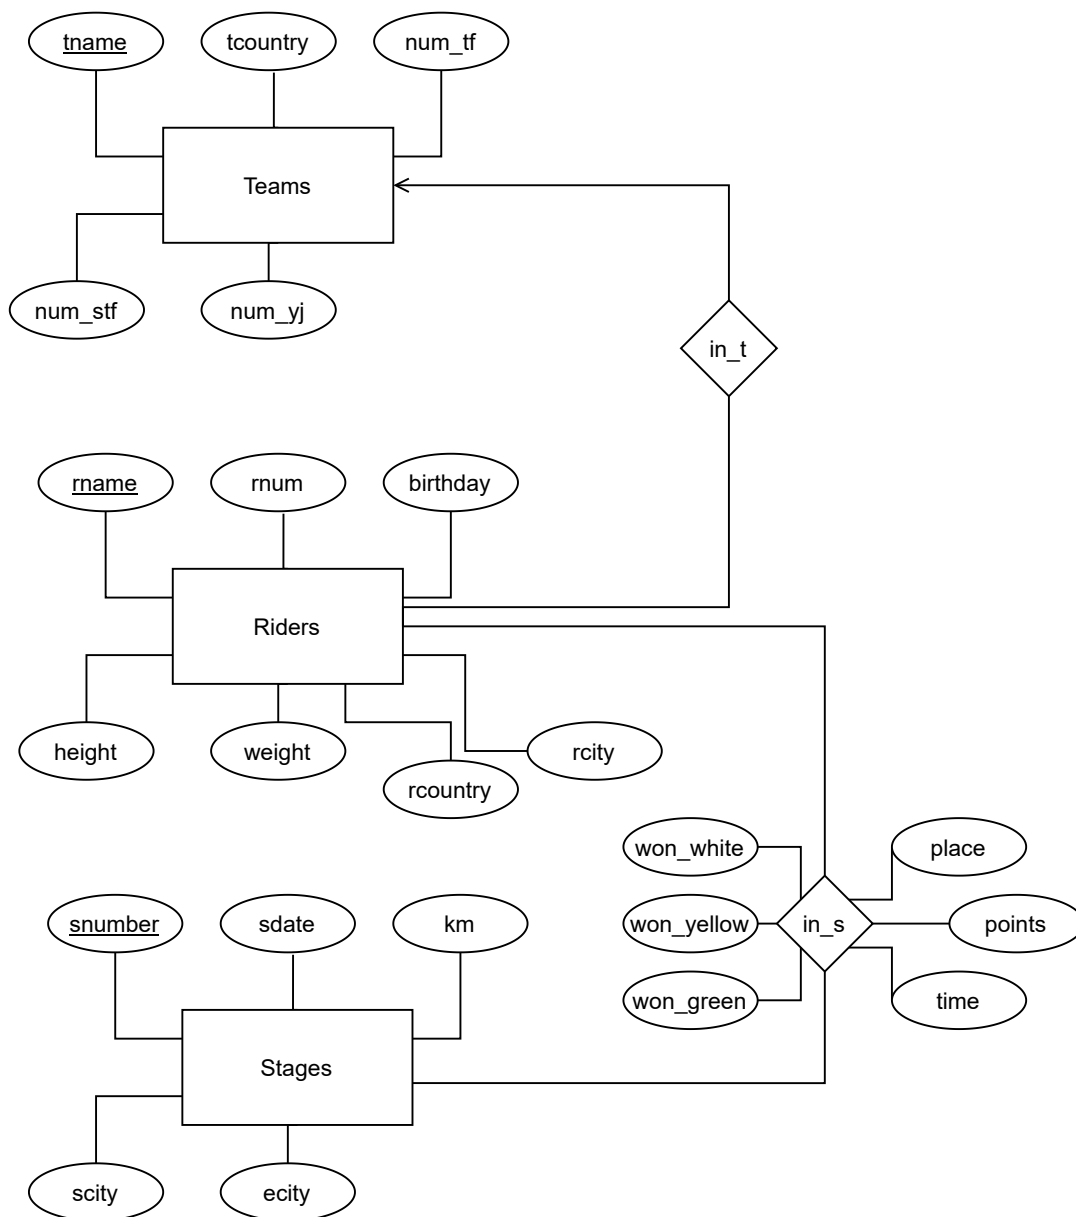 tname
tcountry
num_tf
Teams
num_stf
num_yj
in_t
rname
rnum
birthday
Riders
height
weight
rcity
rcountry
won_white
place
snumber
sdate
km
won_yellow
in_s
points
won_green
time
Stages
scity
ecity